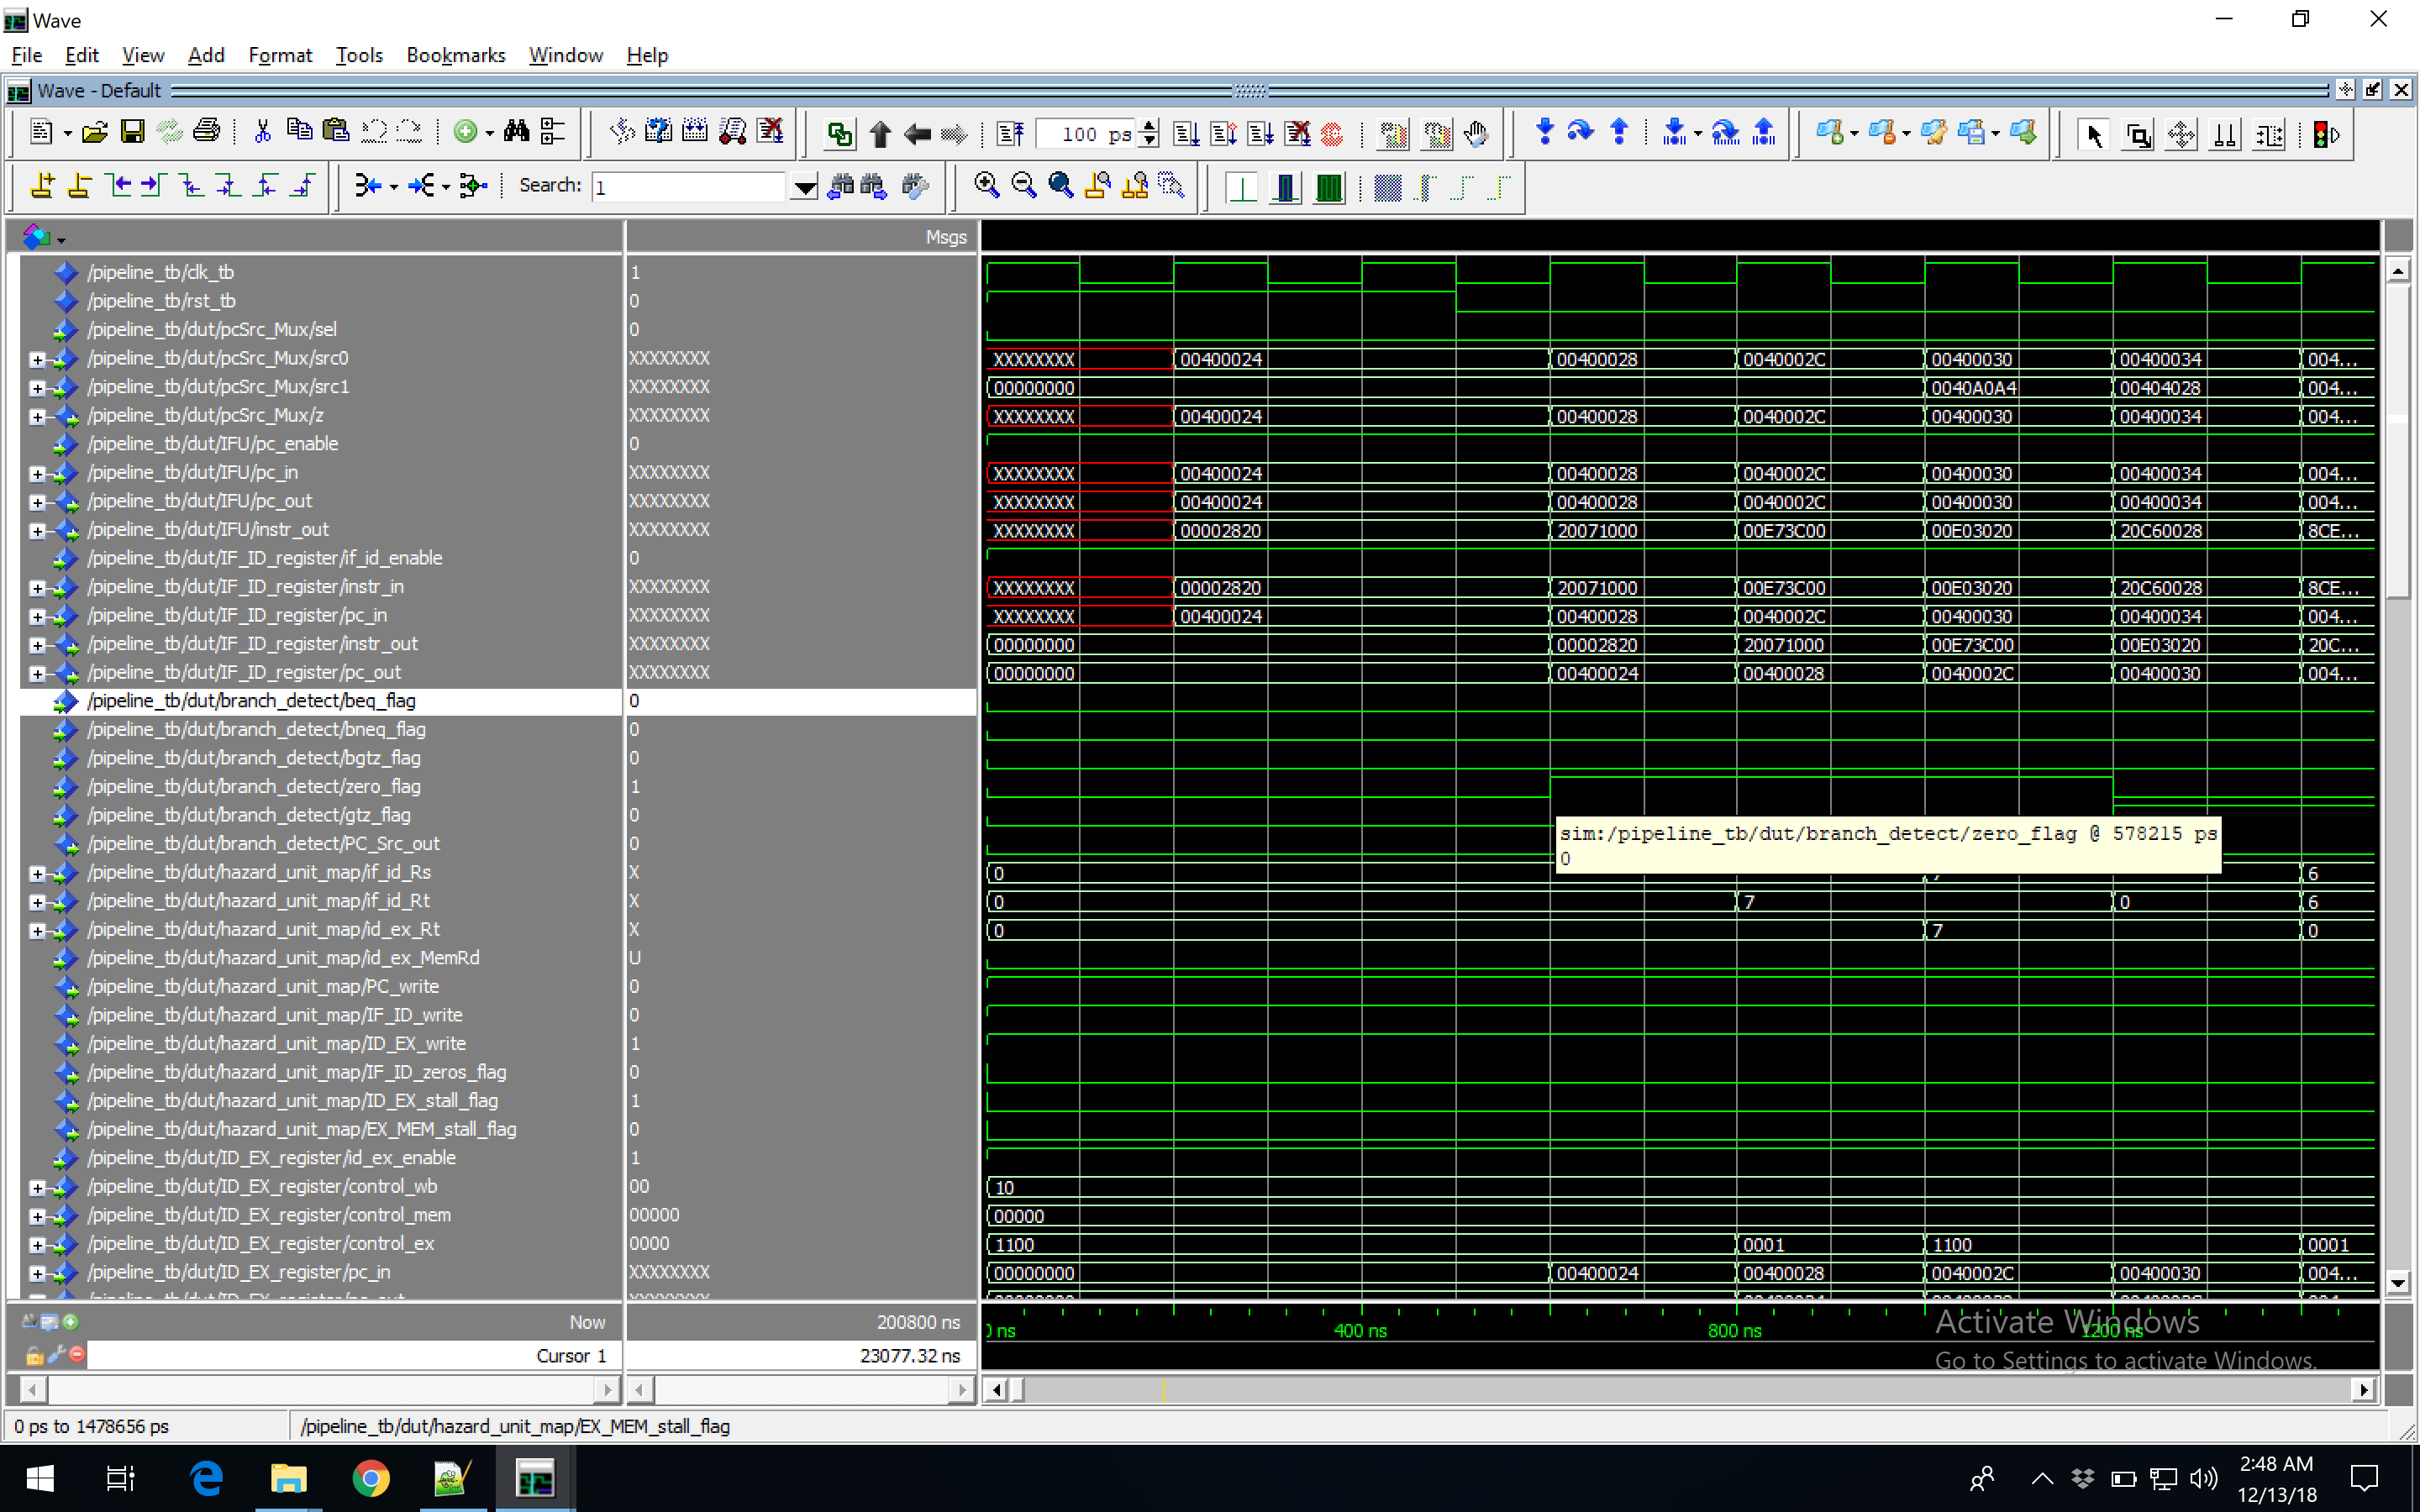 Wave
File Edit View Add Format Tools Bookmarks Window Help
Wave - Default
100 ps
Search: 1
Msgs
/pipeline_tb/clk_tb 1
/pipeline_tb/rst_tb 0
/pipeline_tb/dut/pcSrc_Mux/sel 0
/pipeline_tb/dut/pcSrc_Mux/src0 XXXXXXXX XXXXXXXX 00400024 00400028 0040002C 00400030 00400034 004...
/pipeline_tb/dut/pcSrc_Mux/src1 XXXXXXXX 00000000 0040A0A4 00404028 004...
/pipeline_tb/dut/pcSrc_Mux/z XXXXXXXX XXXXXXXX 00400024 00400028 0040002C 00400030 00400034 004...
/pipeline_tb/dut/IFU/pc_enable 0
/pipeline_tb/dut/IFU/pc_in XXXXXXXX XXXXXXXX 00400024 00400028 0040002C 00400030 00400034 004...
/pipeline_tb/dut/IFU/pc_out XXXXXXXX XXXXXXXX 00400024 00400028 0040002C 00400030 00400034 004...
/pipeline_tb/dut/IFU/instr_out XXXXXXXX XXXXXXXX 00002820 20071000 00E73C00 00E03020 20C60028 8CE...
/pipeline_tb/dut/IF_ID_register/if_id_enable 0
/pipeline_tb/dut/IF_ID_register/instr_in XXXXXXXX XXXXXXXX 00002820 20071000 00E73C00 00E03020 20C60028 8CE...
/pipeline_tb/dut/IF_ID_register/pc_in XXXXXXXX XXXXXXXX 00400024 00400028 0040002C 00400030 00400034 004...
/pipeline_tb/dut/IF_ID_register/instr_out XXXXXXXX 00000000 00002820 20071000 00E73C00 00E03020 20C...
/pipeline_tb/dut/IF_ID_register/pc_out XXXXXXXX 00000000 00400024 00400028 0040002C 00400030 004...
/pipeline_tb/dut/branch_detect/beq_flag 0
/pipeline_tb/dut/branch_detect/bneq_flag 0
/pipeline_tb/dut/branch_detect/bgtz_flag 0
/pipeline_tb/dut/branch_detect/zero_flag 1
/pipeline_tb/dut/branch_detect/gtz_flag 0
sim:/pipeline_tb/dut/branch_detect/zero_flag @ 578215 ps
0
/pipeline_tb/dut/branch_detect/PC_Src_out 0
/pipeline_tb/dut/hazard_unit_map/if_id_Rs X 0 6
/pipeline_tb/dut/hazard_unit_map/if_id_Rt X 0 7 0 6
/pipeline_tb/dut/hazard_unit_map/id_ex_Rt X 0 7 0
/pipeline_tb/dut/hazard_unit_map/id_ex_MemRd U
/pipeline_tb/dut/hazard_unit_map/PC_write 0
/pipeline_tb/dut/hazard_unit_map/IF_ID_write 0
/pipeline_tb/dut/hazard_unit_map/ID_EX_write 1
/pipeline_tb/dut/hazard_unit_map/IF_ID_zeros_flag 0
/pipeline_tb/dut/hazard_unit_map/ID_EX_stall_flag 1
/pipeline_tb/dut/hazard_unit_map/EX_MEM_stall_flag 0
/pipeline_tb/dut/ID_EX_register/id_ex_enable 1
/pipeline_tb/dut/ID_EX_register/control_wb 00 10
/pipeline_tb/dut/ID_EX_register/control_mem 00000 00000
/pipeline_tb/dut/ID_EX_register/control_ex 0000 1100 0001 1100 0001
/pipeline_tb/dut/ID_EX_register/pc_in XXXXXXXX 00000000 00400024 00400028 0040002C 00400030 004...
Now 200800 ns
0 ns 400 ns 800 ns 1200 ns
Cursor 1 23077.32 ns
Activate Windows
Go to Settings to activate Windows.
0 ps to 1478656 ps /pipeline_tb/dut/hazard_unit_map/EX_MEM_stall_flag
2:48 AM
12/13/18